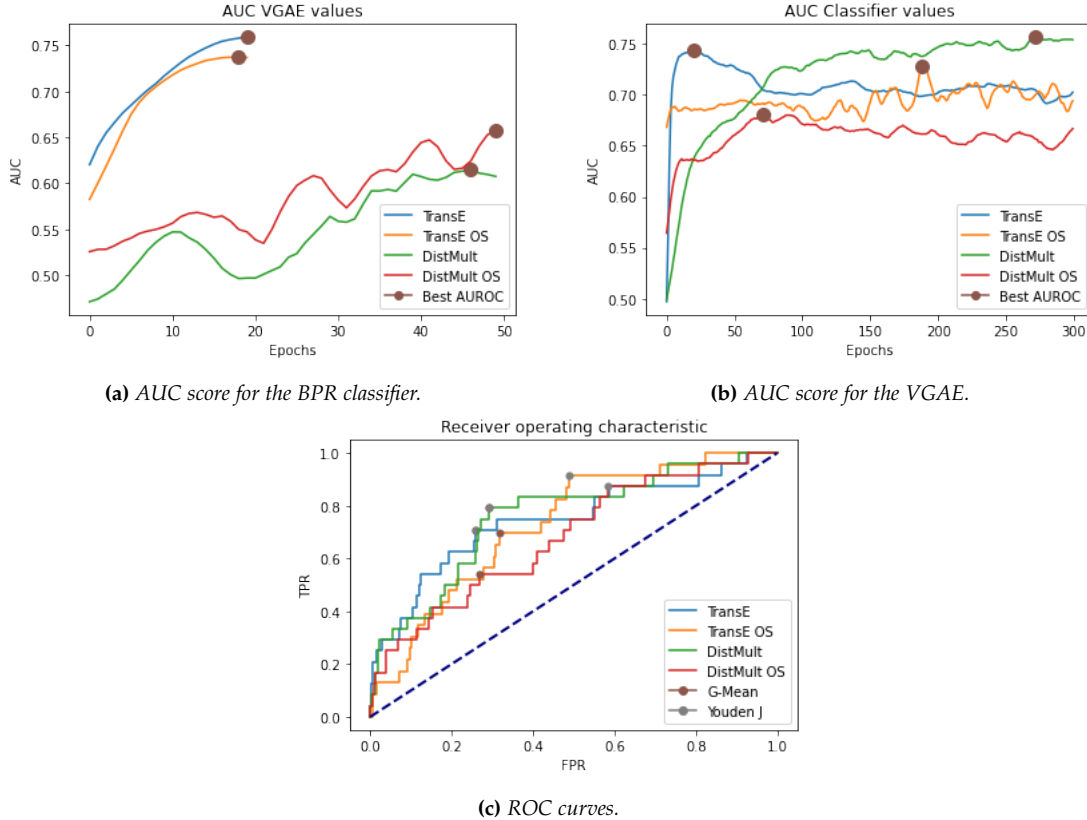 AUC VGAE values
0.75
0.70
0.65
0.60
0.55
0.50
AUC
0
10
20
30
40
50
Epochs
TransE
TransE OS
DistMult
DistMult OS
Best AUROC
(a) AUC score for the BPR classifier.
AUC Classifier values
0.75
0.70
0.65
0.60
0.55
0.50
AUC
0
50
100
150
200
250
300
Epochs
TransE
TransE OS
DistMult
DistMult OS
Best AUROC
(b) AUC score for the VGAE.
Receiver operating characteristic
1.0
0.8
0.6
0.4
0.2
0.0
TPR
0.0
0.2
0.4
0.6
0.8
1.0
FPR
TransE
TransE OS
DistMult
DistMult OS
G-Mean
Youden J
(c) ROC curves.